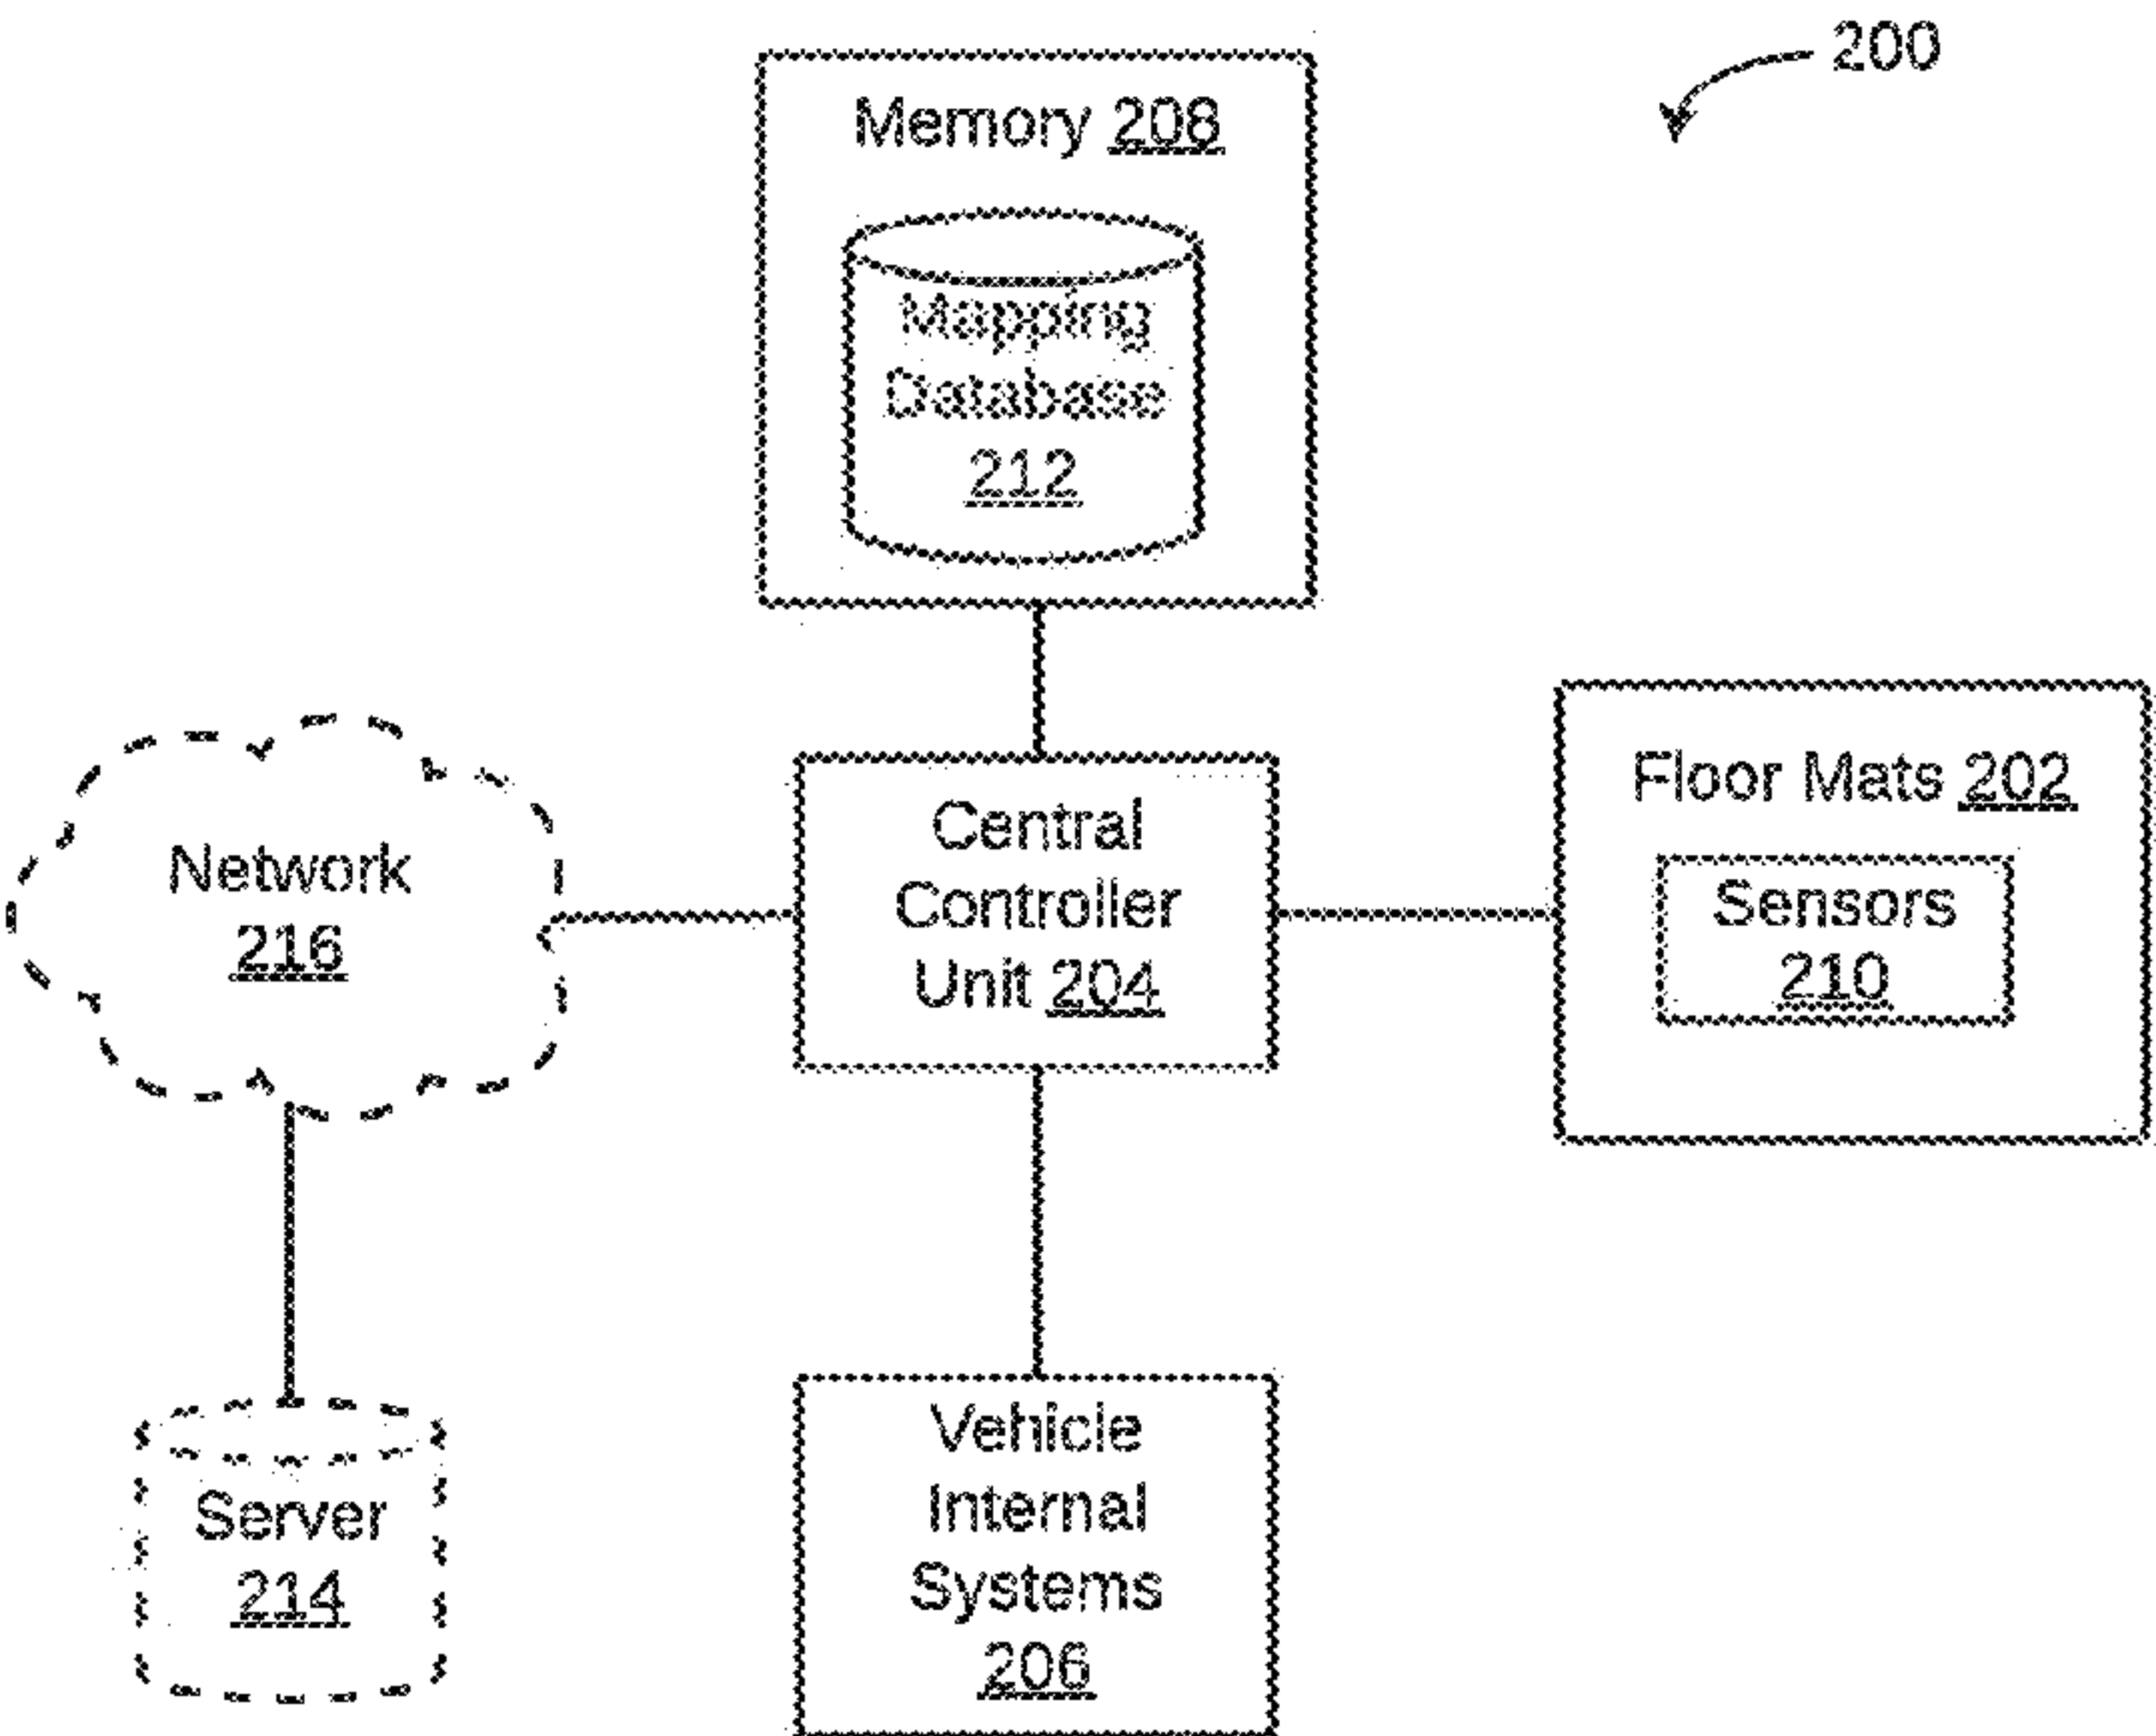 200
Memory 208
Mapping
Database
212
Network
216
Central
Controller
Unit 204
Floor Mats 202
Sensors
210
Server
214
Vehicle
Internal
Systems
206